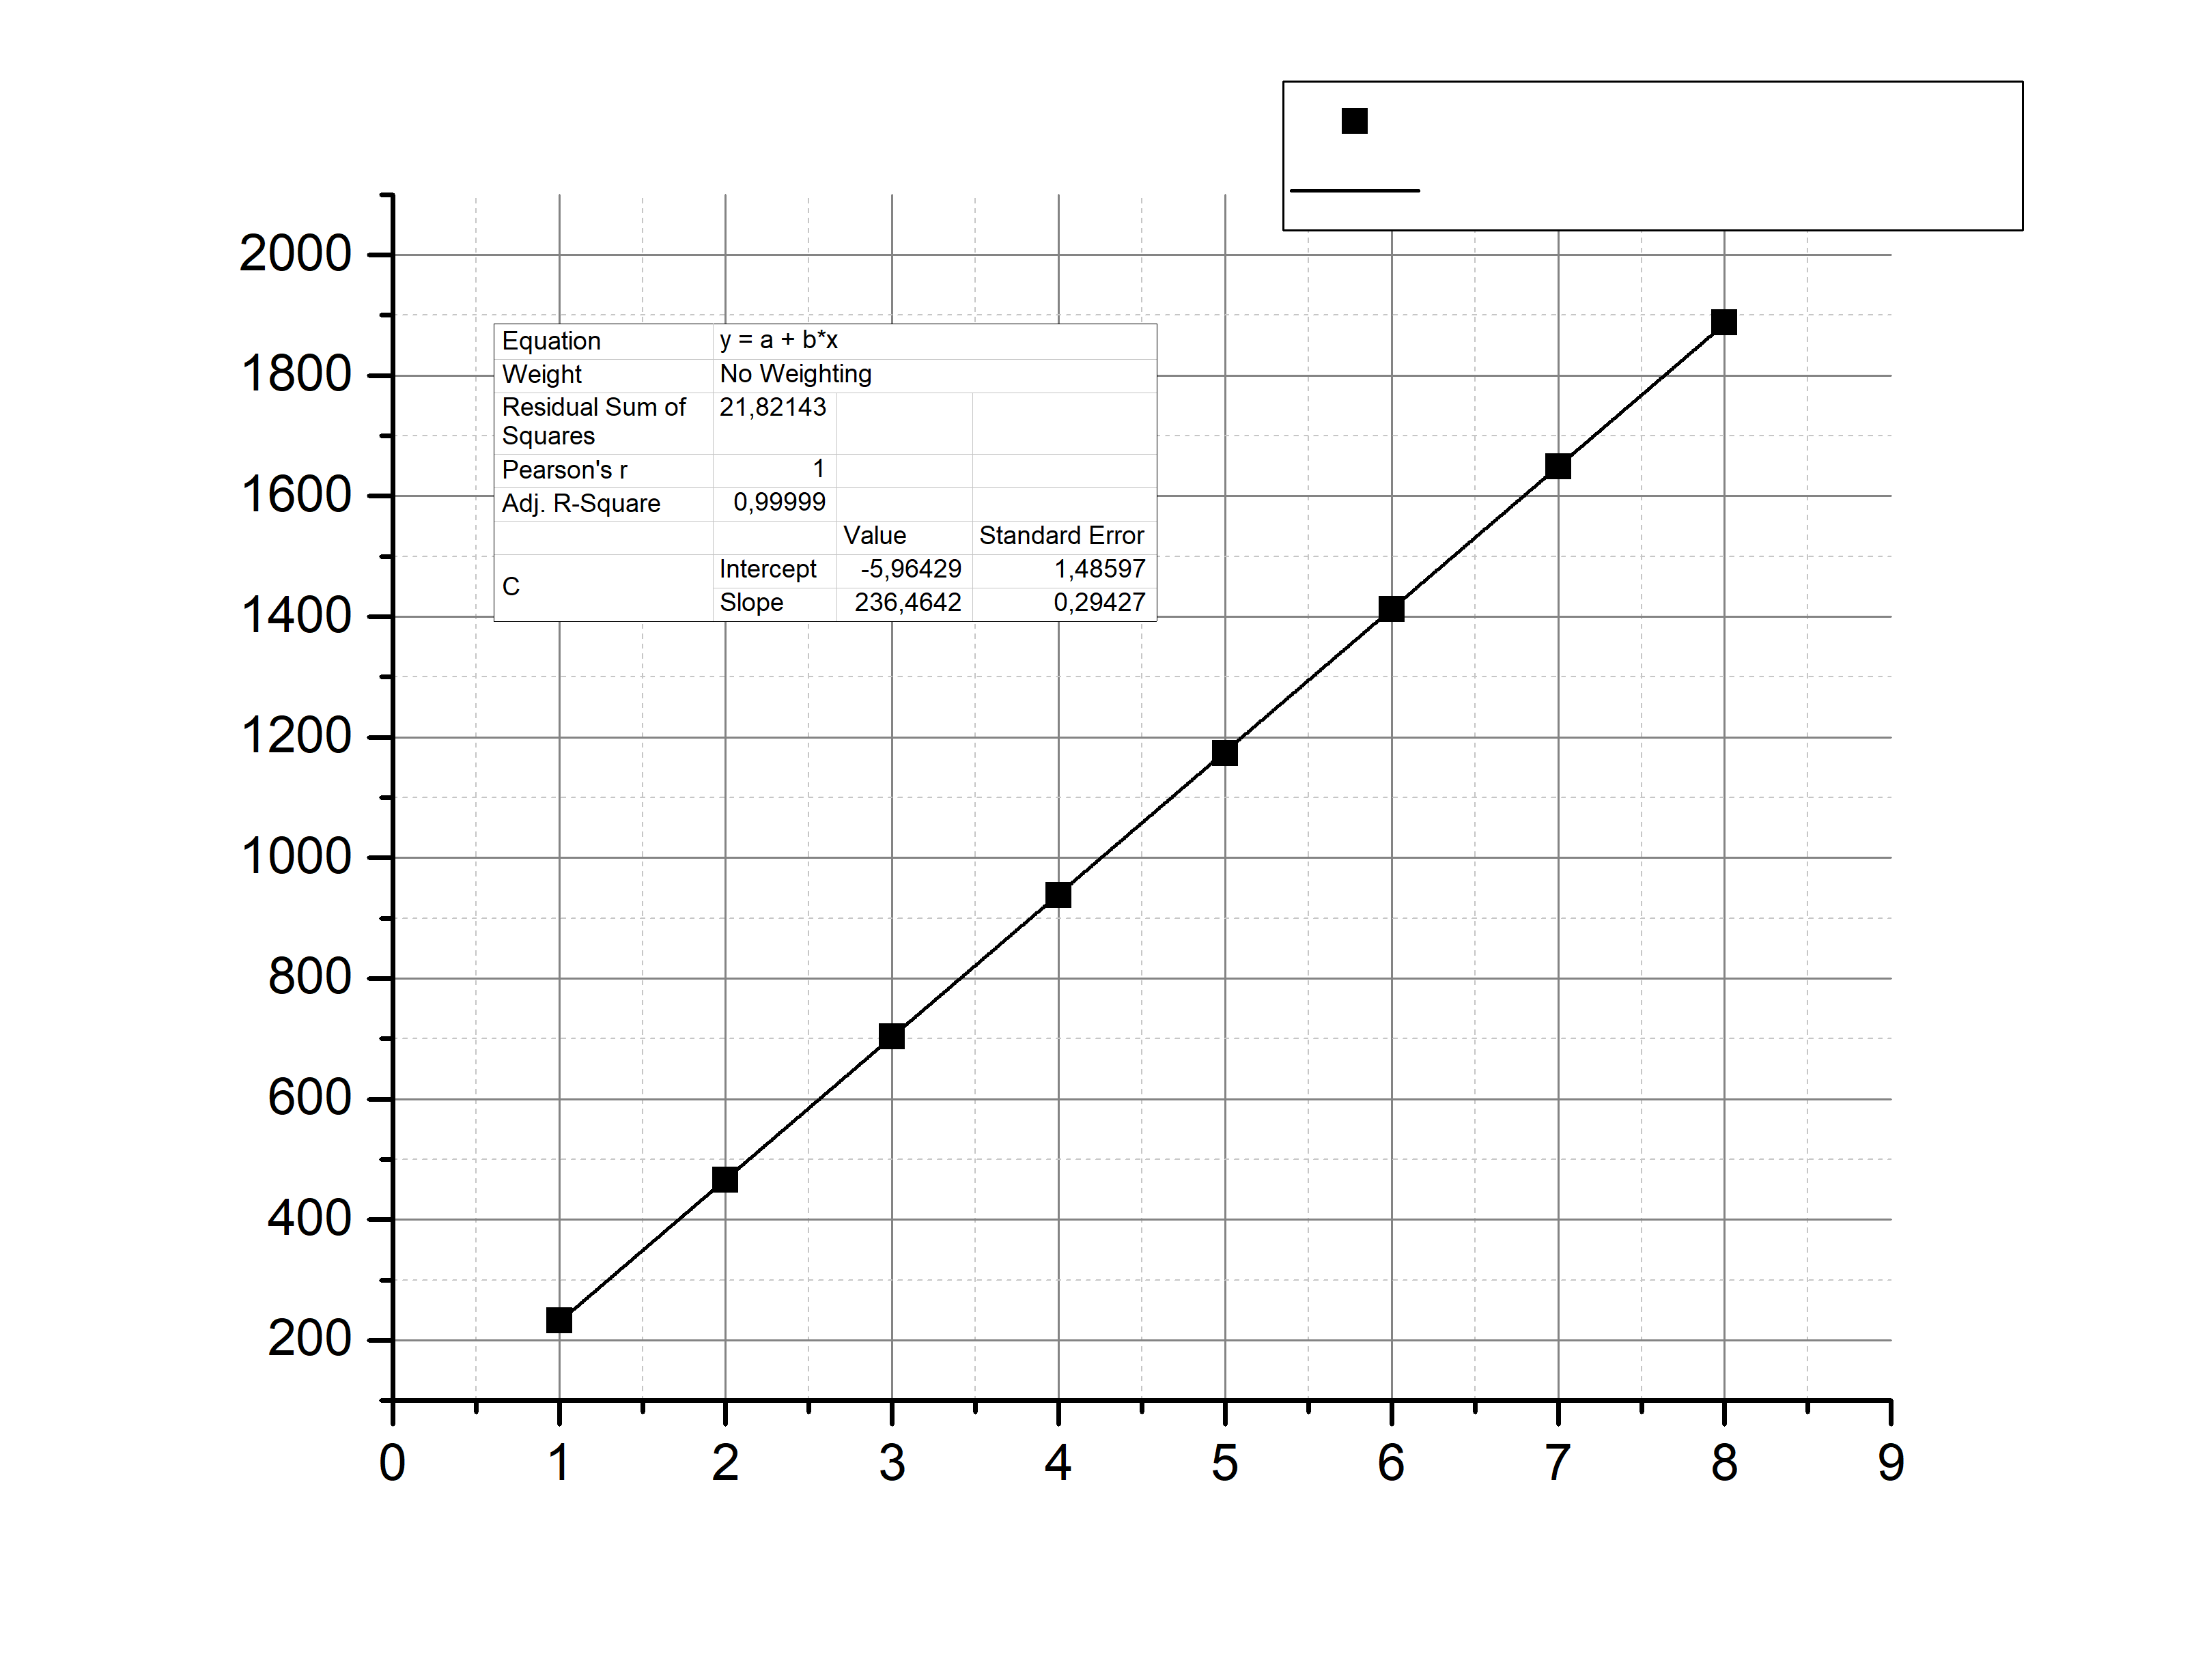 2000
1800
1600
1400
1200
1000
800
600
400
200
Equation y = a + b*x
Weight No Weighting
Residual Sum of 21,82143
Squares
Pearson's r 1
Adj. R-Square 0,99999
Value Standard Error
C Intercept -5,96429 1,48597
Slope 236,4642 0,29427
0 1 2 3 4 5 6 7 8 9